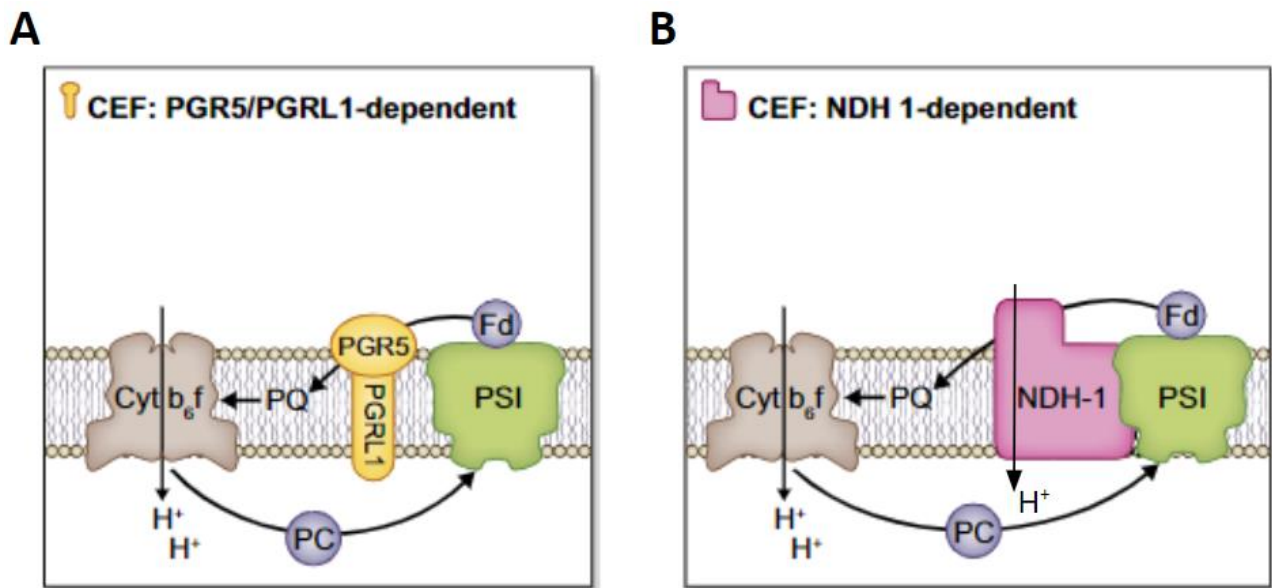 A
CEF: PGR5/PGRL1-dependent
PGR5
Fd
Cyt b₆f
PQ
PGRL1
PSI
H⁺
H⁺
PC
B
CEF: NDH 1-dependent
Fd
Cyt b₆f
PQ
NDH-1
PSI
H⁺
H⁺
H⁺
PC